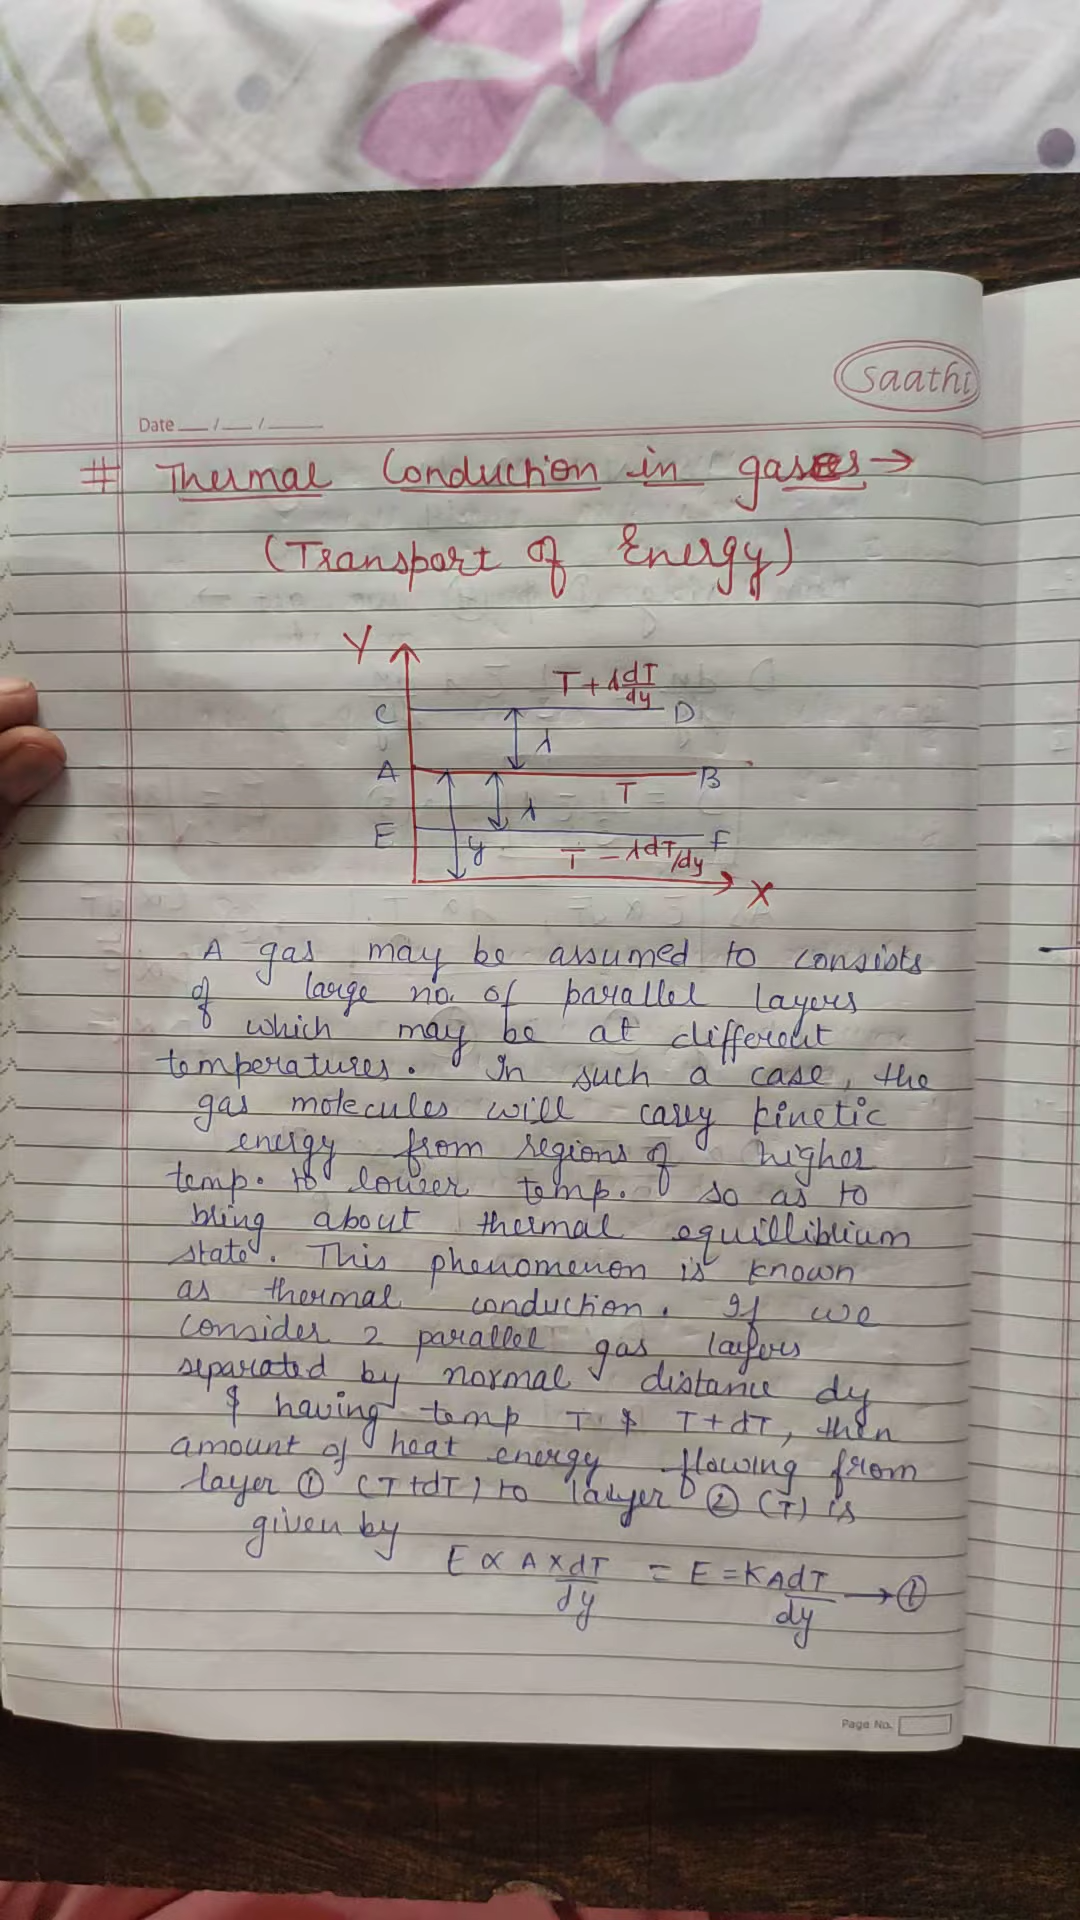 Saathi
Date ___/___/______
# Thermal Conduction in gases →
(Transport of Energy)
Y
T + λ dT/dy
C D
λ
A B
T
λ
E F
y
T - λdT/dy
X
A gas may be assumed to consists
of large no. of parallel layers
which may be at different
temperatures. In such a case, the
gas molecules will carry kinetic
energy from regions of higher
temp. to lower temp. so as to
bring about thermal equillibrium
state. This phenomenon is known
as thermal conduction. If we
consider 2 parallel gas layers
separated by normal distance dy
& having temp T & T+dT, then
amount of heat energy flowing from
layer ① (T+dT) to layer ② (T) is
given by
E ∝ A x dT/dy = E = KA dT/dy → ①
Page No.